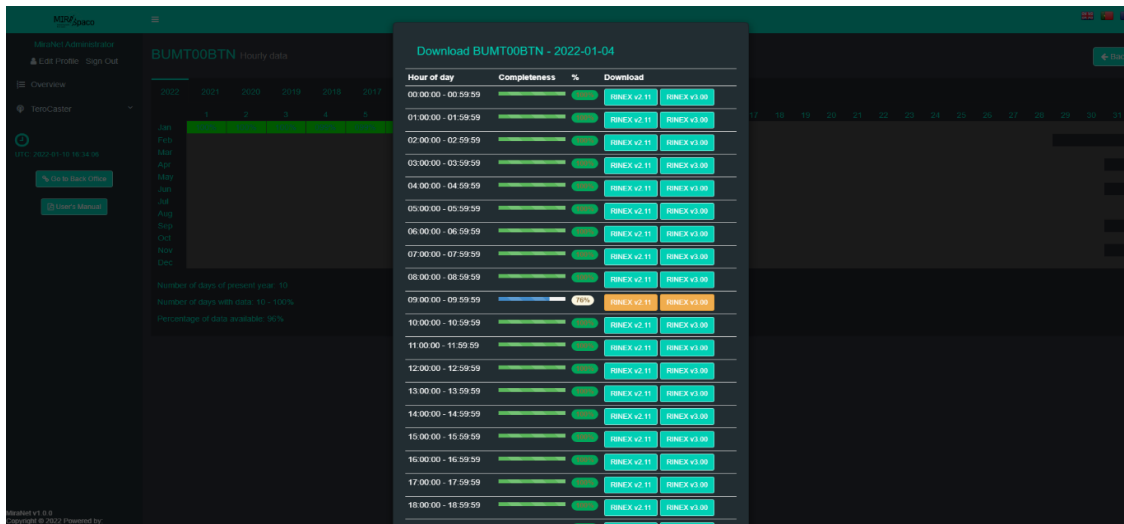 MIRA Space
MiraNet Administrator
Edit Profile Sign Out
Overview
TeroCaster
UTC: 2022-01-10 16:34:36
Go to Back Office
User's Manual
MiraNet v1.0.0
Copyright © 2022 Powered by:
BUMT00BTN Hourly data
2022 2021 2020 2019 2018 2017
1 2 3 4 5
17 18 19 20 21 22 23 24 25 26 27 28 29 30 31
Jan
Feb
Mar
Apr
May
Jun
Jul
Aug
Sep
Oct
Nov
Dec
Number of days of present year: 10
Number of days with data: 10 - 100%
Percentage of data available: 96%
Download BUMT00BTN - 2022-01-04
Hour of day Completeness % Download
00:00:00 - 00:59:59 RINEX v2.11 RINEX v3.00
01:00:00 - 01:59:59 RINEX v2.11 RINEX v3.00
02:00:00 - 02:59:59 RINEX v2.11 RINEX v3.00
03:00:00 - 03:59:59 RINEX v2.11 RINEX v3.00
04:00:00 - 04:59:59 RINEX v2.11 RINEX v3.00
05:00:00 - 05:59:59 RINEX v2.11 RINEX v3.00
06:00:00 - 06:59:59 RINEX v2.11 RINEX v3.00
07:00:00 - 07:59:59 RINEX v2.11 RINEX v3.00
08:00:00 - 08:59:59 RINEX v2.11 RINEX v3.00
09:00:00 - 09:59:59 76% RINEX v2.11 RINEX v3.00
10:00:00 - 10:59:59 RINEX v2.11 RINEX v3.00
11:00:00 - 11:59:59 RINEX v2.11 RINEX v3.00
12:00:00 - 12:59:59 RINEX v2.11 RINEX v3.00
13:00:00 - 13:59:59 RINEX v2.11 RINEX v3.00
14:00:00 - 14:59:59 RINEX v2.11 RINEX v3.00
15:00:00 - 15:59:59 RINEX v2.11 RINEX v3.00
16:00:00 - 16:59:59 RINEX v2.11 RINEX v3.00
17:00:00 - 17:59:59 RINEX v2.11 RINEX v3.00
18:00:00 - 18:59:59 RINEX v2.11 RINEX v3.00